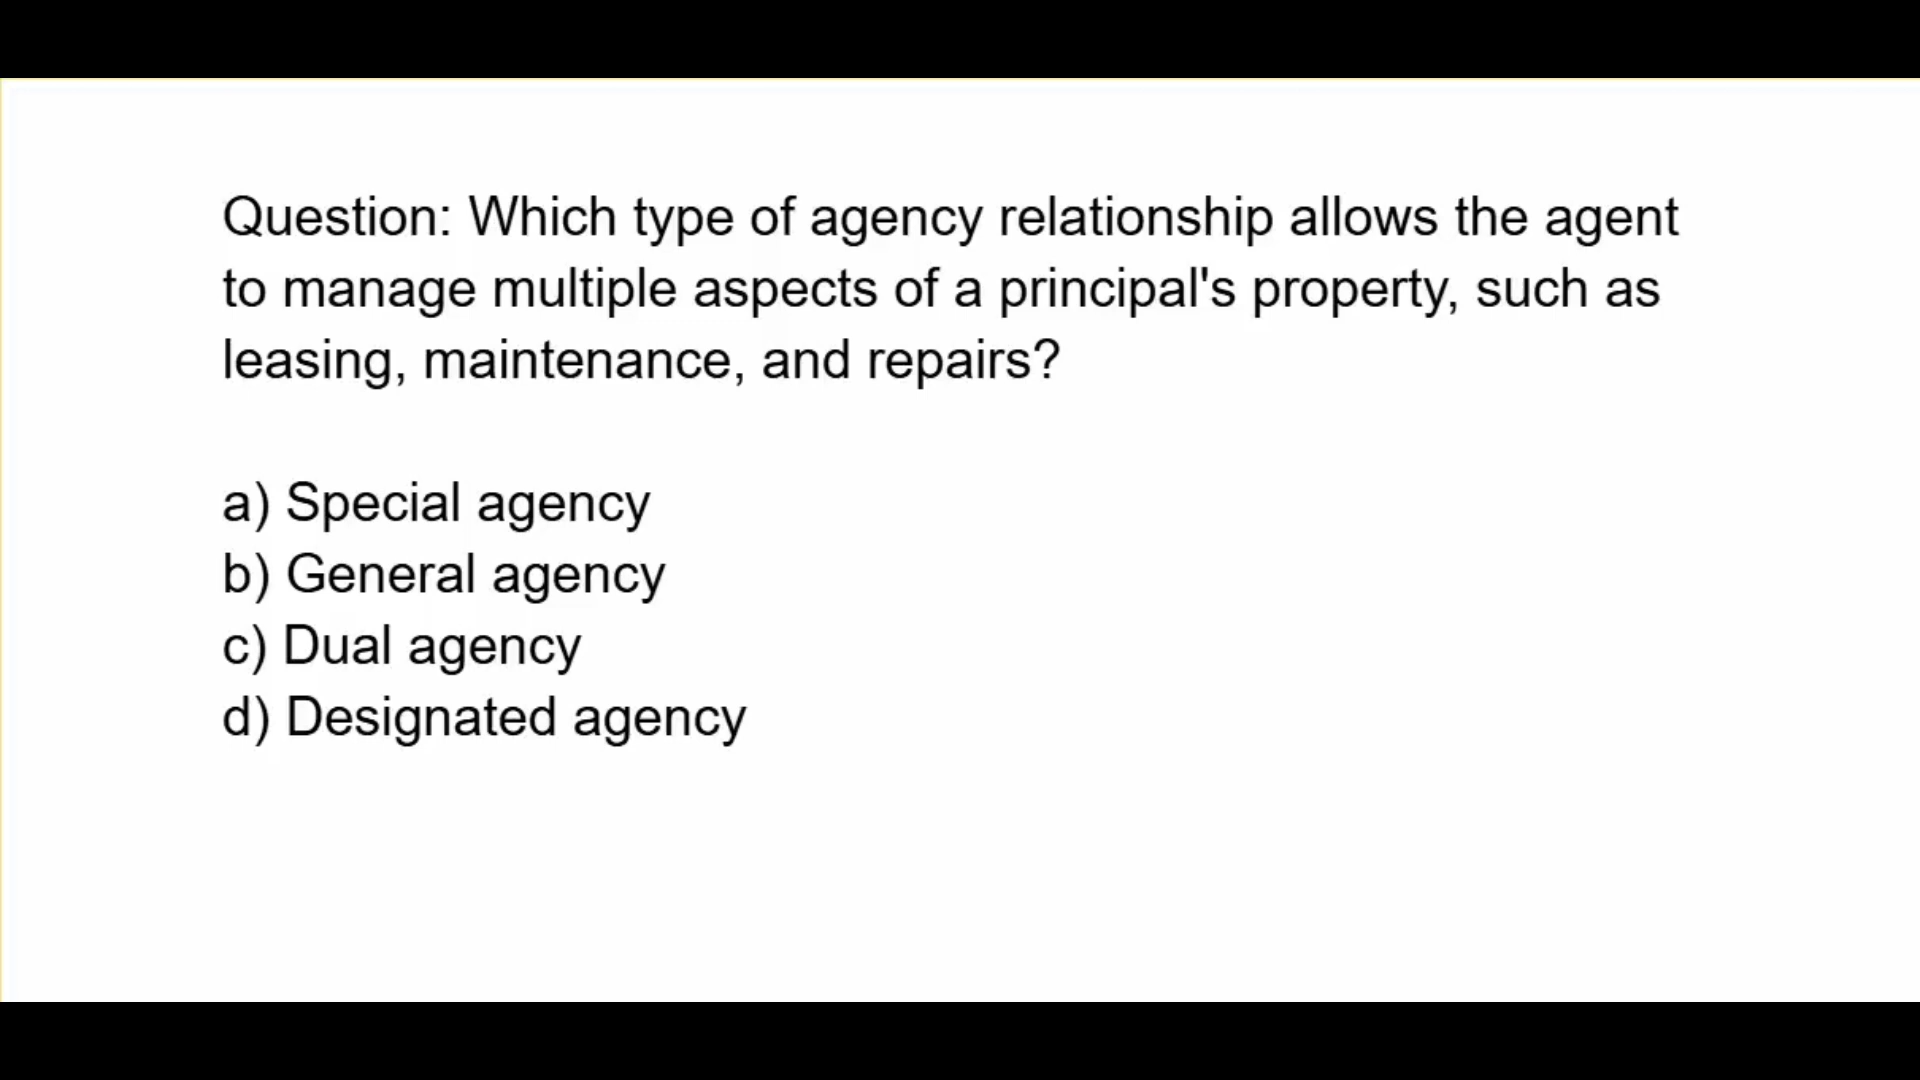 Question: Which type of agency relationship allows the agent
to manage multiple aspects of a principal's property, such as
leasing, maintenance, and repairs?
a) Special agency
b) General agency
c) Dual agency
d) Designated agency